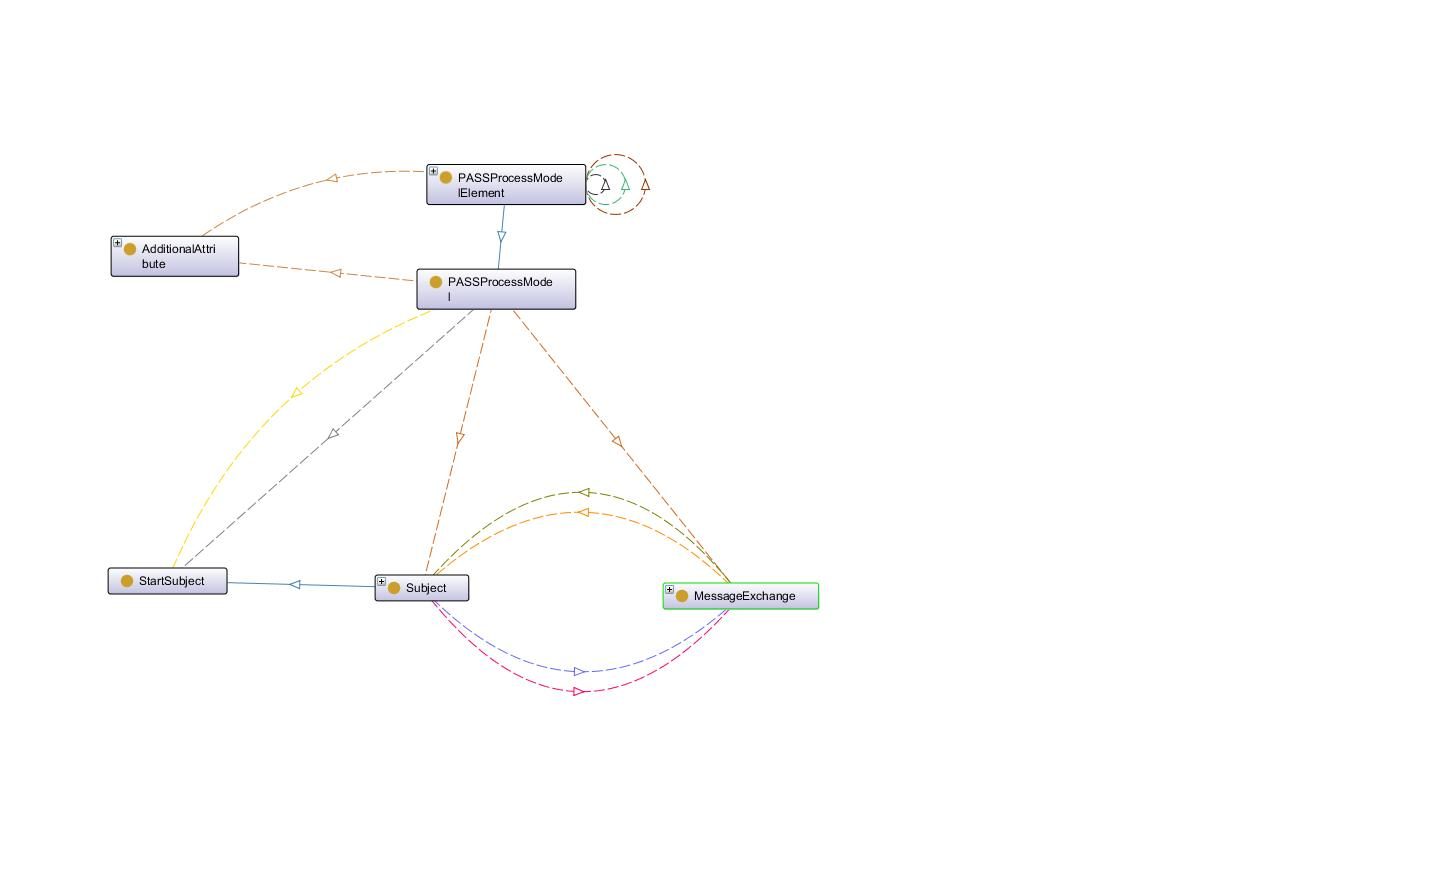 PASSProcessMode
lElement
AdditionalAttri
bute
PASSProcessMode
l
StartSubject
Subject
MessageExchange